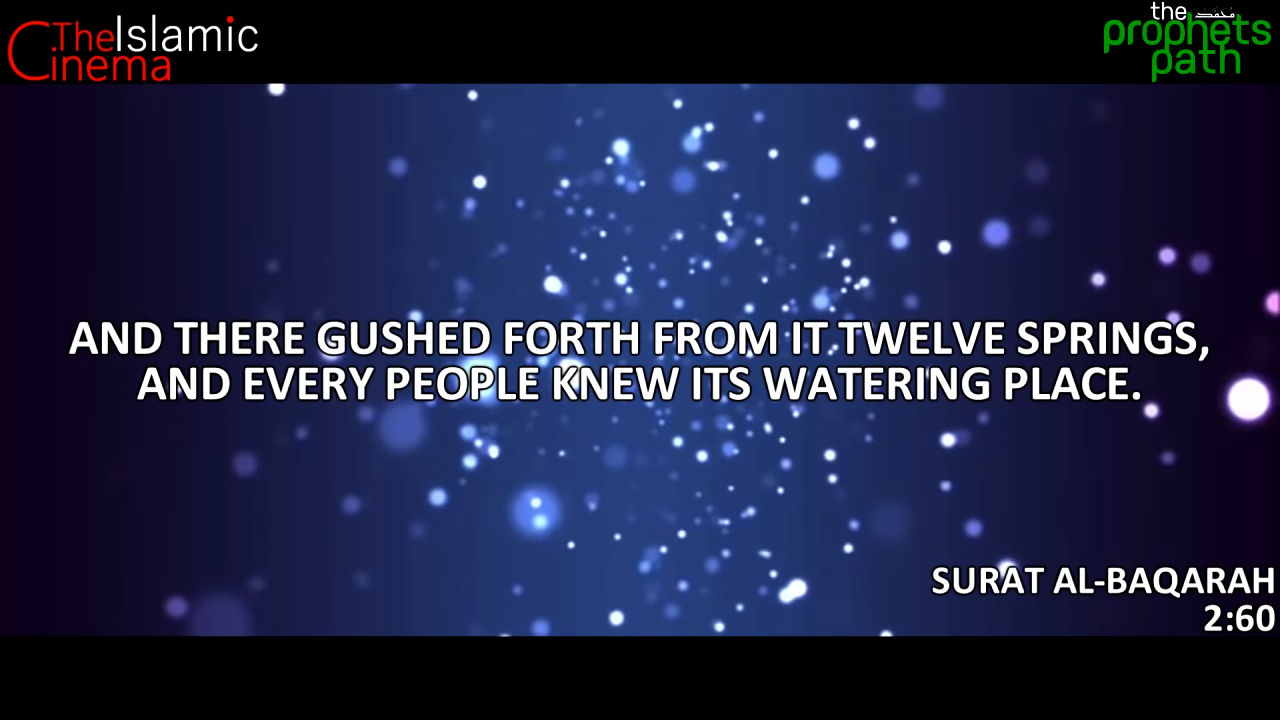 TheIslamic
Cinema
the محمد
prophets
path
AND THERE GUSHED FORTH FROM IT TWELVE SPRINGS,
AND EVERY PEOPLE KNEW ITS WATERING PLACE.
SURAT AL-BAQARAH
2:60